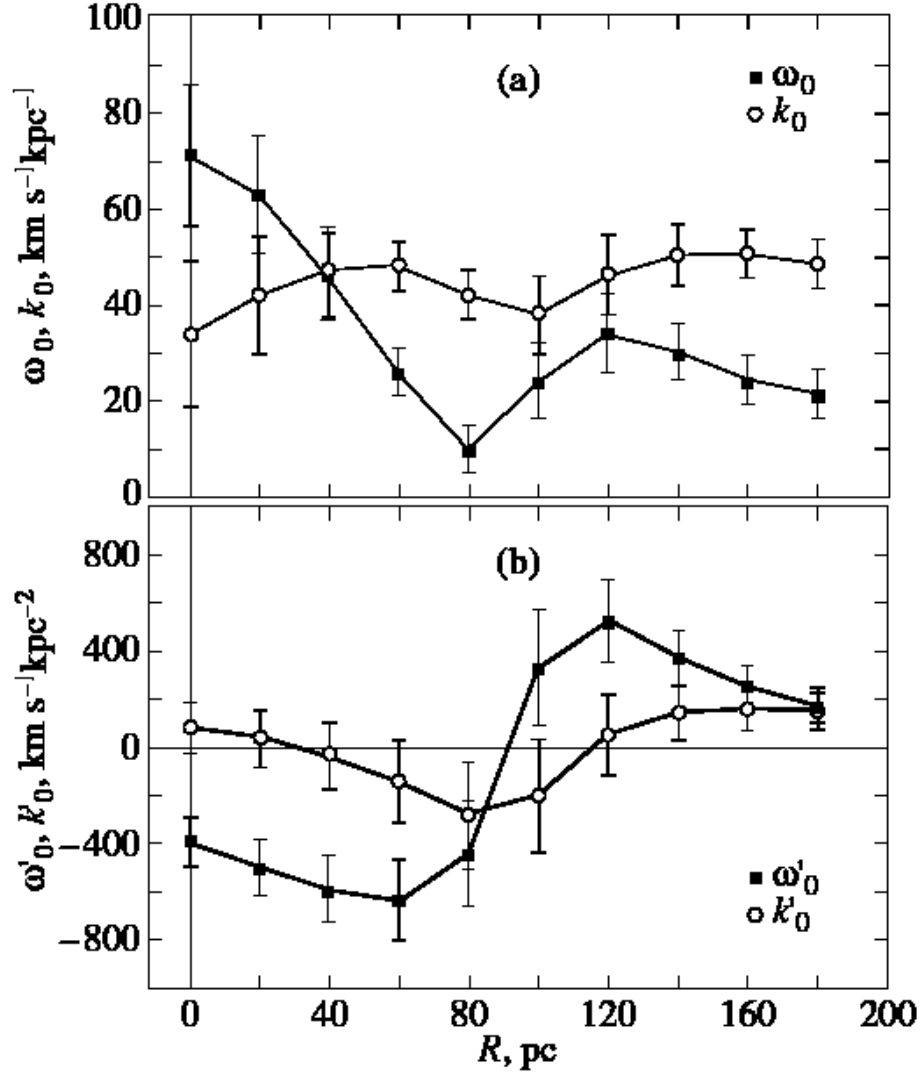 100
(a)
ω₀
k₀
80
60
40
20
0
ω₀, k₀, km s⁻¹kpc⁻¹
(b)
800
400
0
−400
−800
ω'₀
k'₀
ω'₀, k'₀, km s⁻¹kpc⁻²
0
40
80
120
160
200
R, pc